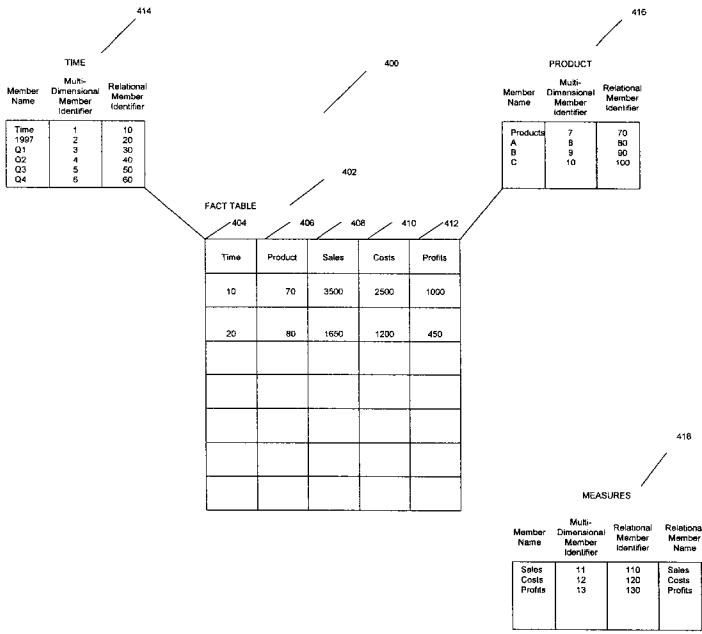 414
416
TIME
400
PRODUCT
Member Name
Multi-Dimensional Member Identifier
Relational Member Identifier
Member Name
Multi-Dimensional Member Identifier
Relational Member Identifier
Time 1 10
1997 2 20
Q1 3 30
Q2 4 40
Q3 5 50
Q4 6 60
Products 7 70
A 8 80
B 9 90
C 10 100
402
FACT TABLE
404 406 408 410 412
Time Product Sales Costs Profits
10 70 3500 2500 1000
20 80 1650 1200 450
418
MEASURES
Member Name
Multi-Dimensional Member Identifier
Relational Member Identifier
Relationa Member Name
Sales 11 110 Sales
Costs 12 120 Costs
Profits 13 130 Profits